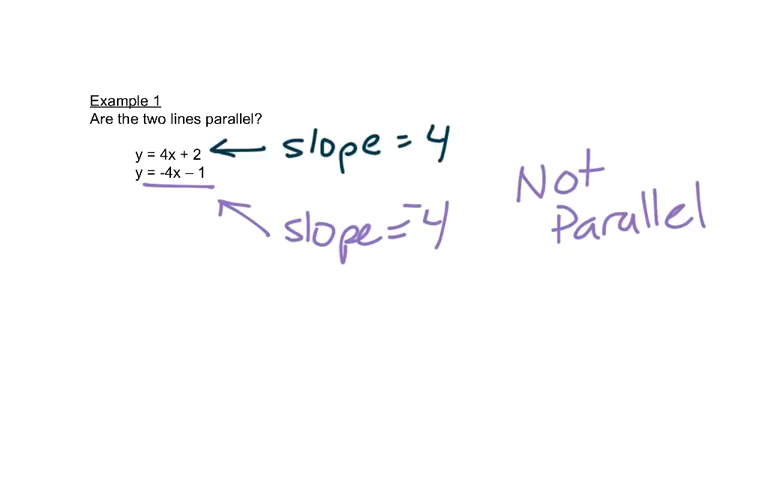 Example 1
Are the two lines parallel?
y = 4x + 2
slope = 4
y = -4x – 1
slope = -4
Not
Parallel